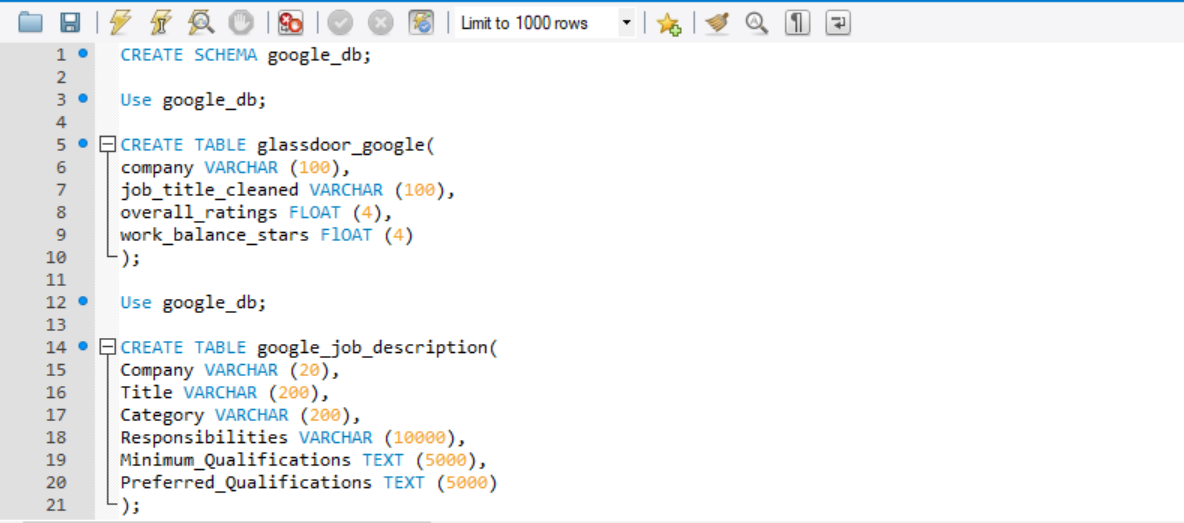 Limit to 1000 rows
1 CREATE SCHEMA google_db;
2
3 Use google_db;
4
5 CREATE TABLE glassdoor_google(
6 company VARCHAR (100),
7 job_title_cleaned VARCHAR (100),
8 overall_ratings FLOAT (4),
9 work_balance_stars FlOAT (4)
10 );
11
12 Use google_db;
13
14 CREATE TABLE google_job_description(
15 Company VARCHAR (20),
16 Title VARCHAR (200),
17 Category VARCHAR (200),
18 Responsibilities VARCHAR (10000),
19 Minimum_Qualifications TEXT (5000),
20 Preferred_Qualifications TEXT (5000)
21 );